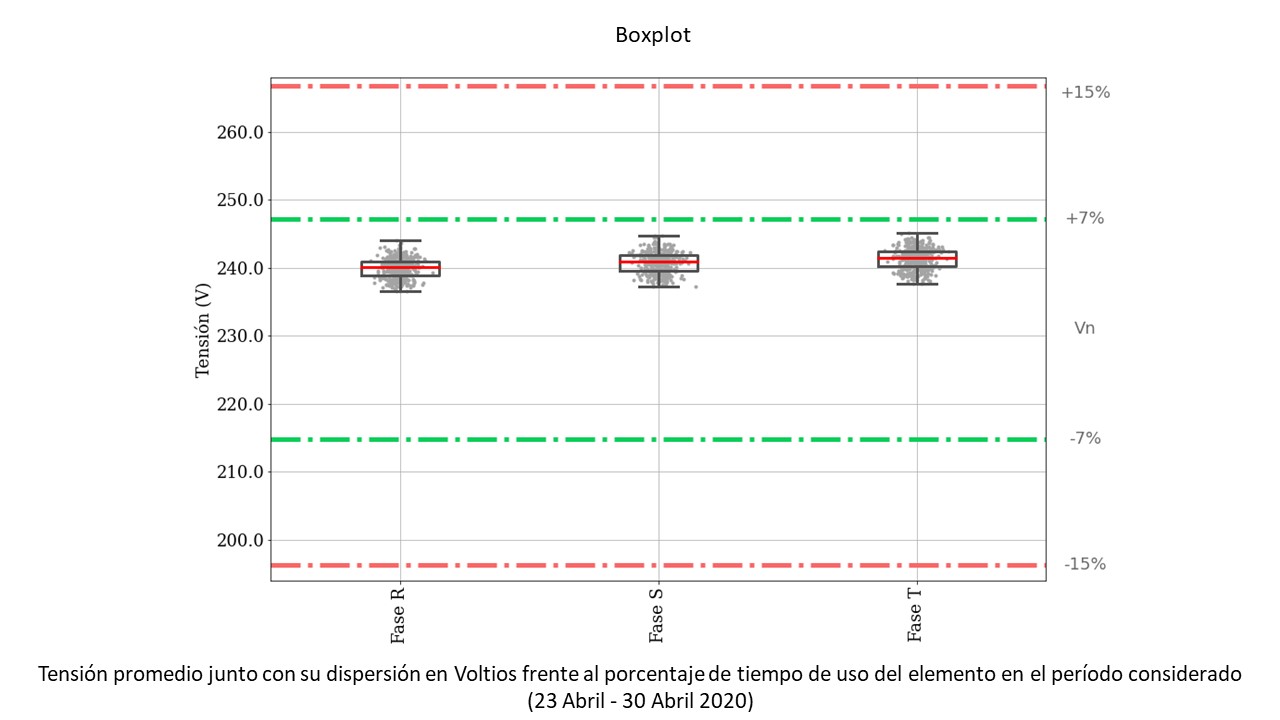 Boxplot
+15%
260.0
250.0
+7%
240.0
230.0
Vn
220.0
-7%
210.0
200.0
-15%
Tensión (V)
Fase R
Fase S
Fase T
Tensión promedio junto con su dispersión en Voltios frente al porcentaje de tiempo de uso del elemento en el período considerado
(23 Abril - 30 Abril 2020)